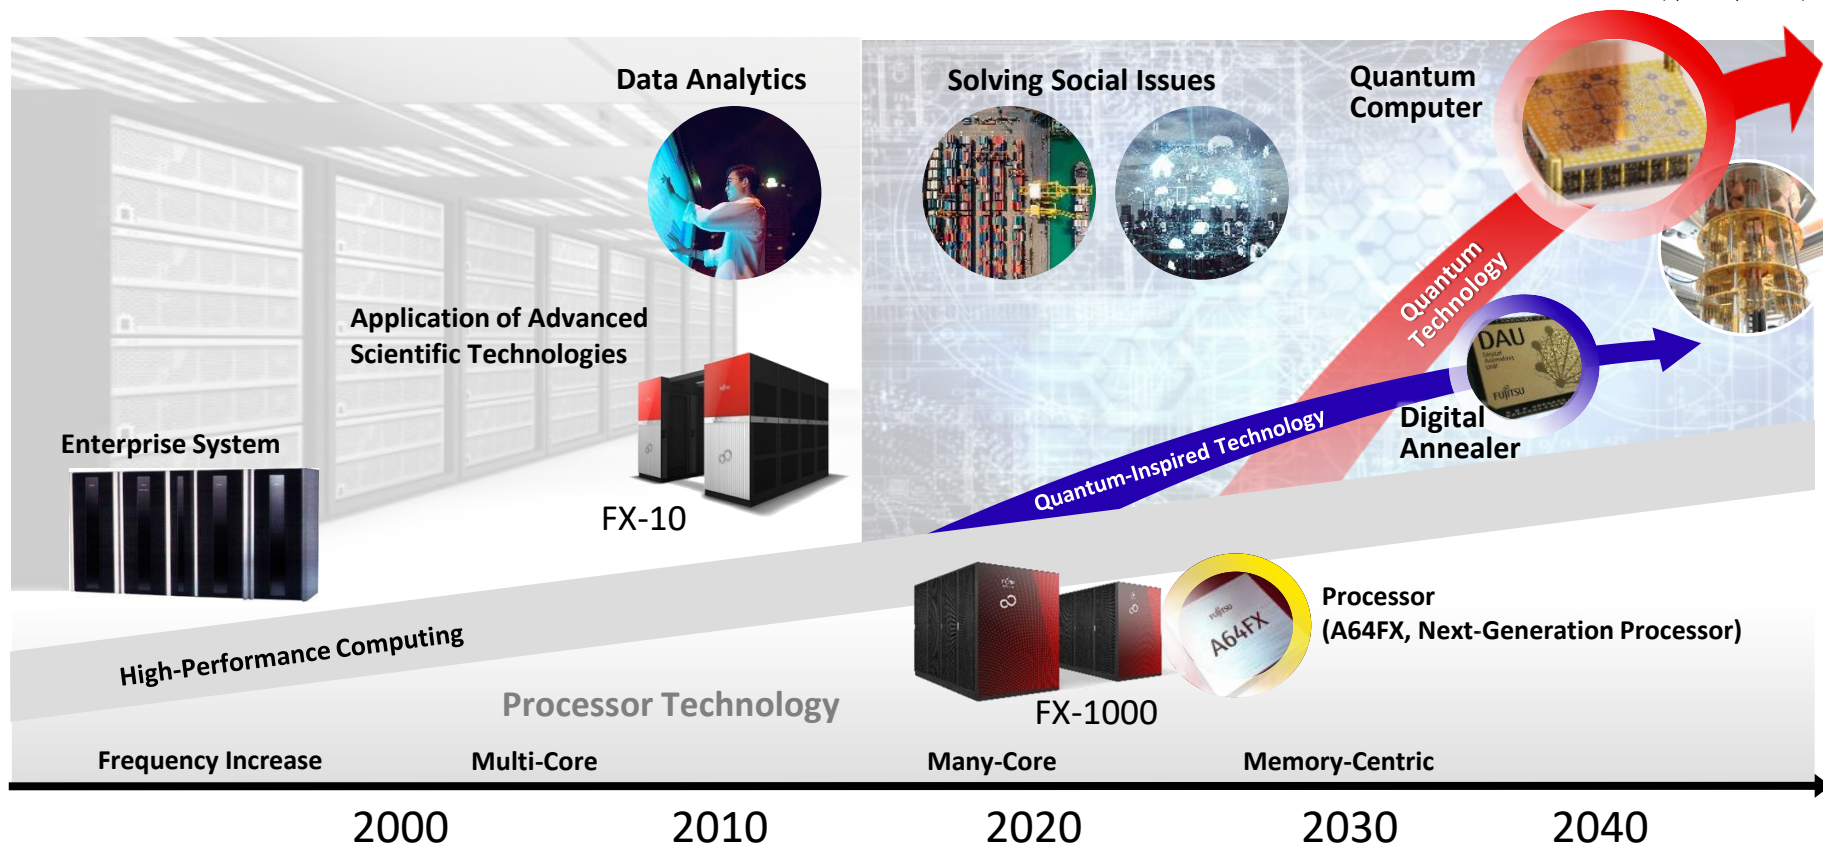 Data Analytics
Solving Social Issues
Quantum
Computer
Application of Advanced
Scientific Technologies
Quantum
Technology
DAU
FUJITSU
Digital
Annealer
Enterprise System
Quantum-Inspired Technology
FX-10
High-Performance Computing
FUJITSU
A64FX
Processor
(A64FX, Next-Generation Processor)
Processor Technology
FX-1000
Frequency Increase
Multi-Core
Many-Core
Memory-Centric
2000
2010
2020
2030
2040